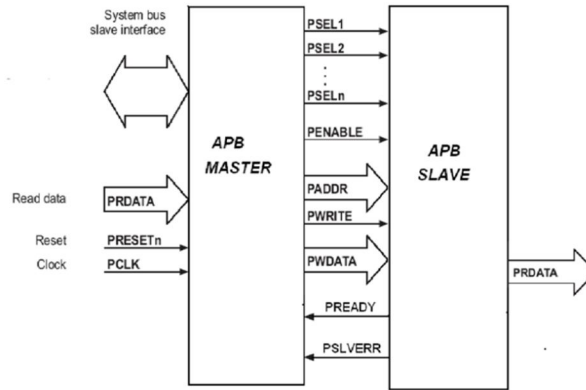 System bus
slave interface
Read data
PRDATA
Reset
PRESETn
Clock
PCLK
APB
MASTER
PSEL1
PSEL2
PSELn
PENABLE
PADDR
PWRITE
PWDATA
PREADY
PSLVERR
APB
SLAVE
PRDATA